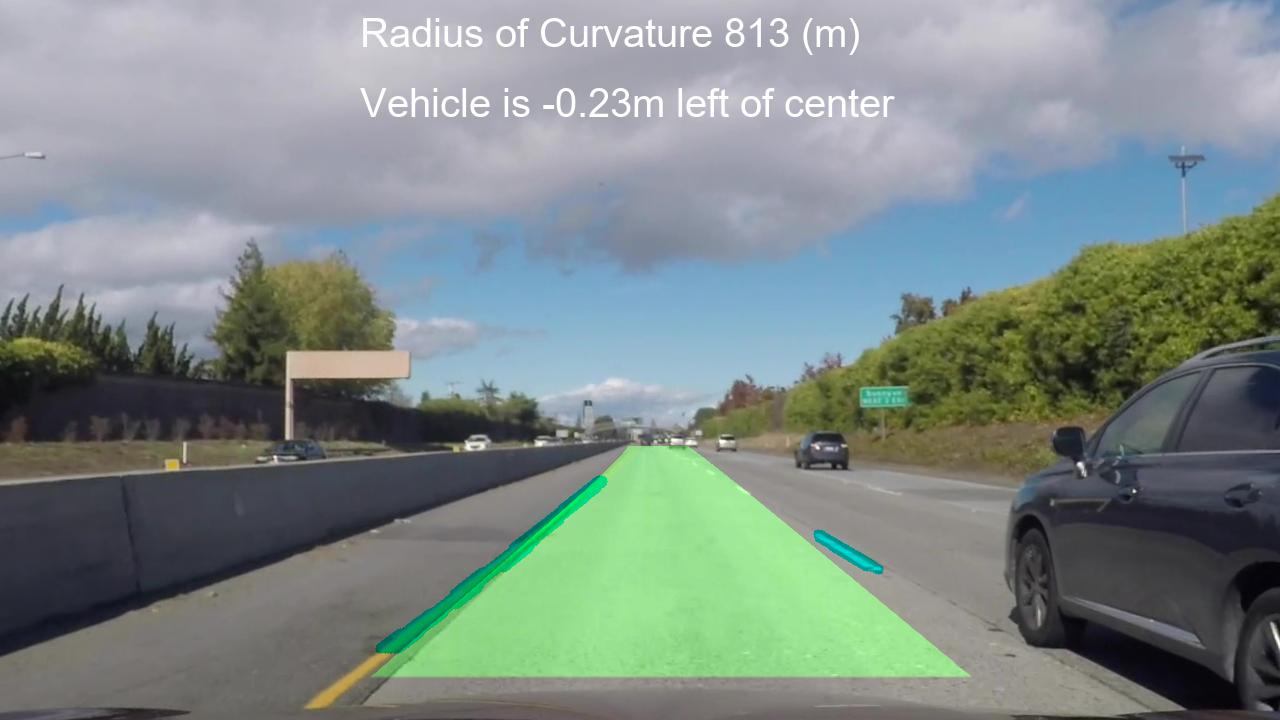 Radius of Curvature 813 (m)
Vehicle is -0.23m left of center